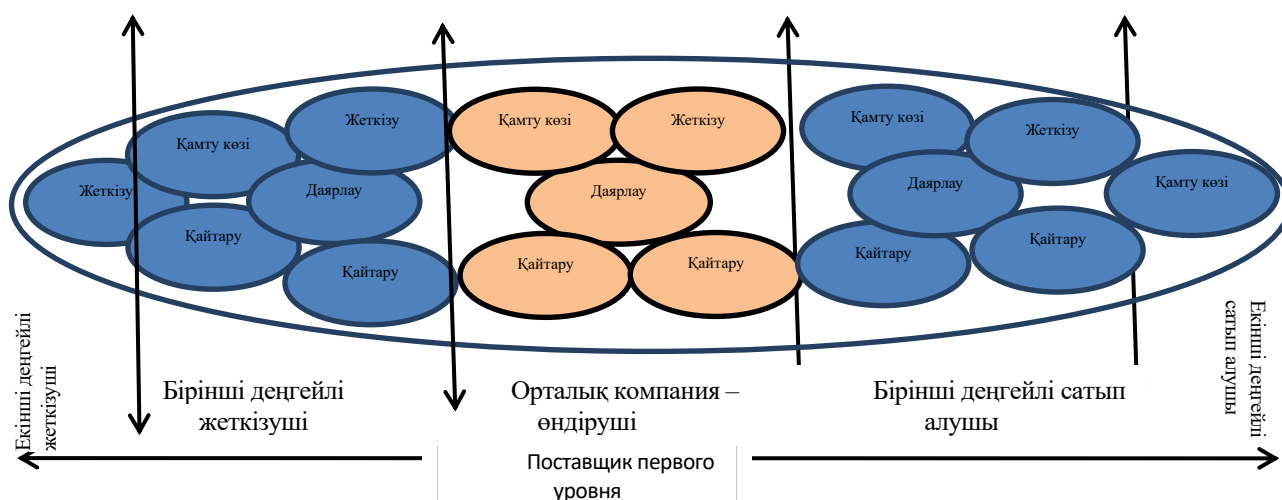 Жеткізу
Қамту көзі
Қайтару
Жеткізу
Даярлау
Қайтару
Қамту көзі
Жеткізу
Даярлау
Қайтару
Қайтару
Қамту көзі
Жеткізу
Даярлау
Қайтару
Қайтару
Қамту көзі
Екінші деңгейлі
жеткізуші
Бірінші деңгейлі
жеткізуші
Орталық компания –
өндіруші
Бірінші деңгейлі сатып
алушы
Екінші деңгейлі
сатып алушы
Поставщик первого
уровня